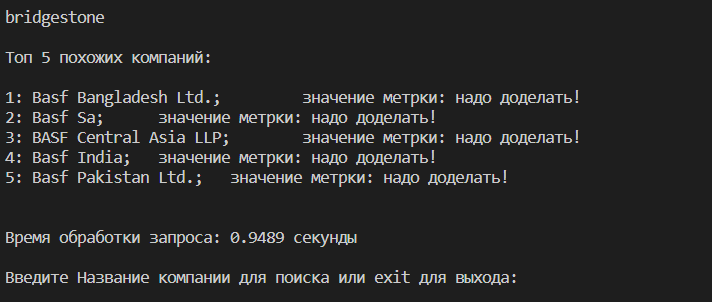 bridgestone
Топ 5 похожих компаний:
1: Basf Bangladesh Ltd.; значение метрки: надо доделать!
2: Basf Sa; значение метрки: надо доделать!
3: BASF Central Asia LLP; значение метрки: надо доделать!
4: Basf India; значение метрки: надо доделать!
5: Basf Pakistan Ltd.; значение метрки: надо доделать!
Время обработки запроса: 0.9489 секунды
Введите Название компании для поиска или exit для выхода: